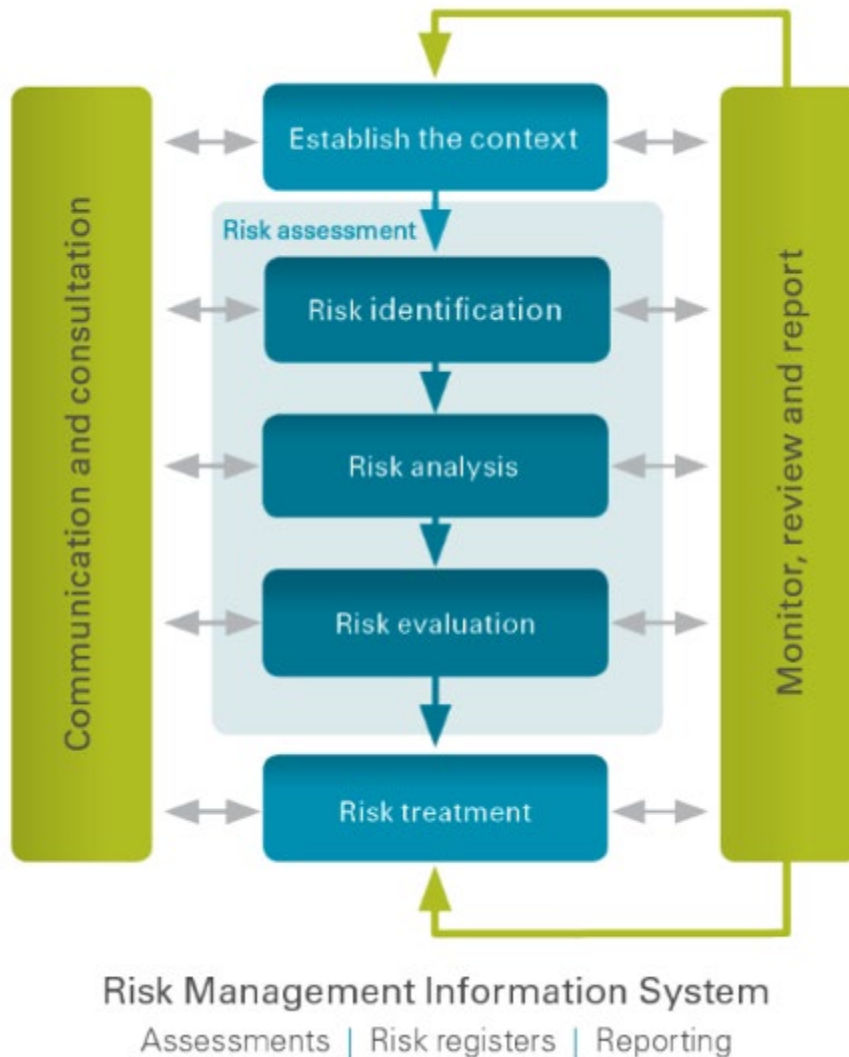 Establish the context
Risk assessment
Risk identification
Risk analysis
Risk evaluation
Risk treatment
Communication and consultation
Monitor, review and report
Risk Management Information System
Assessments | Risk registers | Reporting